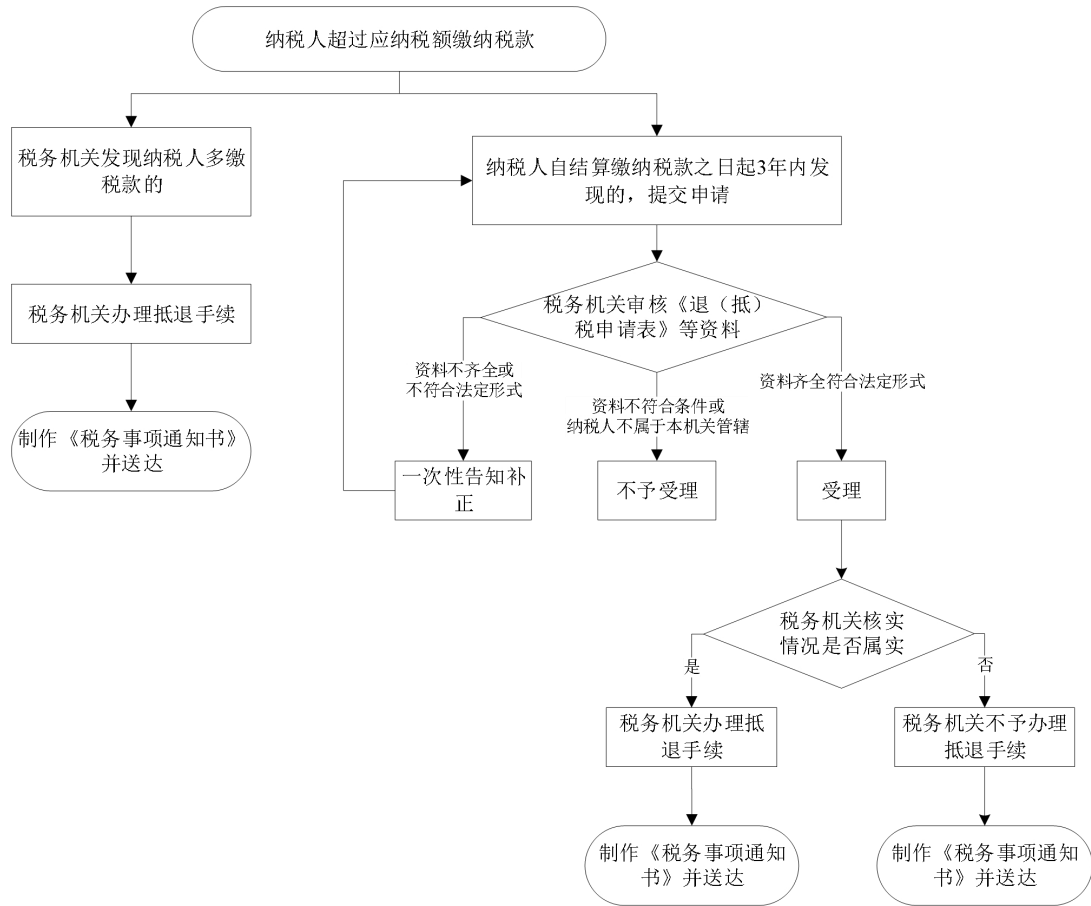 纳税人超过应纳税额缴纳税款
税务机关发现纳税人多缴
税款的
纳税人自结算缴纳税款之日起3年内发
现的，提交申请
税务机关办理抵退手续
税务机关审核《退（抵）
税申请表》等资料
资料不齐全或
不符合法定形式
资料不符合条件或
纳税人不属于本机关管辖
资料齐全符合法定形式
制作《税务事项通知书》
并送达
一次性告知补
正
不予受理
受理
税务机关核实
情况是否属实
是
否
税务机关办理抵
退手续
税务机关不予办理
抵退手续
制作《税务事项通知
书》并送达
制作《税务事项通知
书》并送达